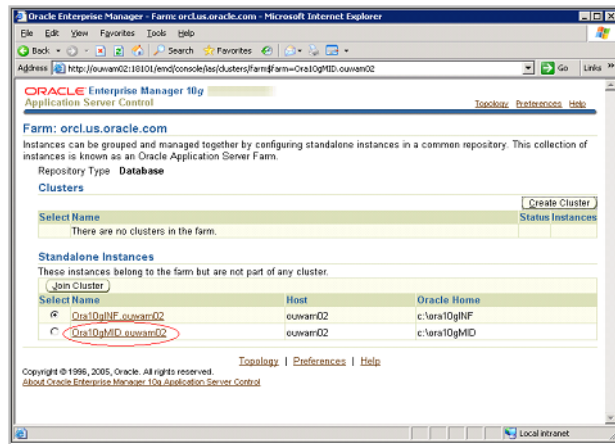 Oracle Enterprise Manager - Farm: orcl.us.oracle.com - Microsoft Internet Explorer
File Edit View Favorites Tools Help
Back Search Favorites
Address http://ouwam02:18101/emd/console/ias/clusters/farm$farm=Ora10gMID.ouwam02 Go Links »
ORACLE Enterprise Manager 10g
Application Server Control Topology Preferences Help
Farm: orcl.us.oracle.com
Instances can be grouped and managed together by configuring standalone instances in a common repository. This collection of
instances is known as an Oracle Application Server Farm.
Repository Type Database
Clusters
Create Cluster
Select Name Status Instances
There are no clusters in the farm.
Standalone Instances
These instances belong to the farm but are not part of any cluster.
Join Cluster
Select Name Host Oracle Home
Ora10gINF.ouwam02 ouwam02 c:\ora10gINF
Ora10gMID.ouwam02 ouwam02 c:\ora10gMID
Topology | Preferences | Help
Copyright © 1996, 2005, Oracle. All rights reserved.
About Oracle Enterprise Manager 10g Application Server Control
Local intranet